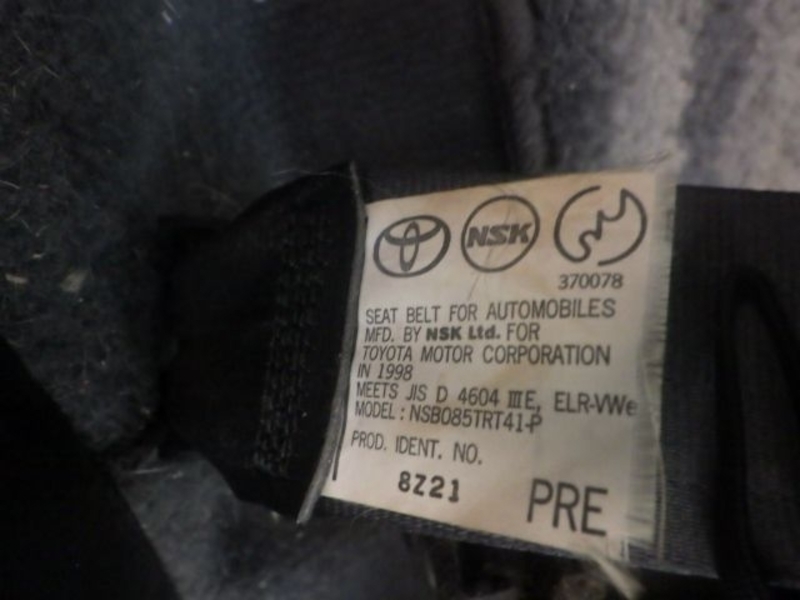 NSK
370078
SEAT BELT FOR AUTOMOBILES
MFD. BY NSK Ltd. FOR
TOYOTA MOTOR CORPORATION
IN 1998
MEETS JIS D 4604 ⅢE, ELR-VWe
MODEL : NSB085TRT41-P
PROD. IDENT. NO.
8Z21
PRE